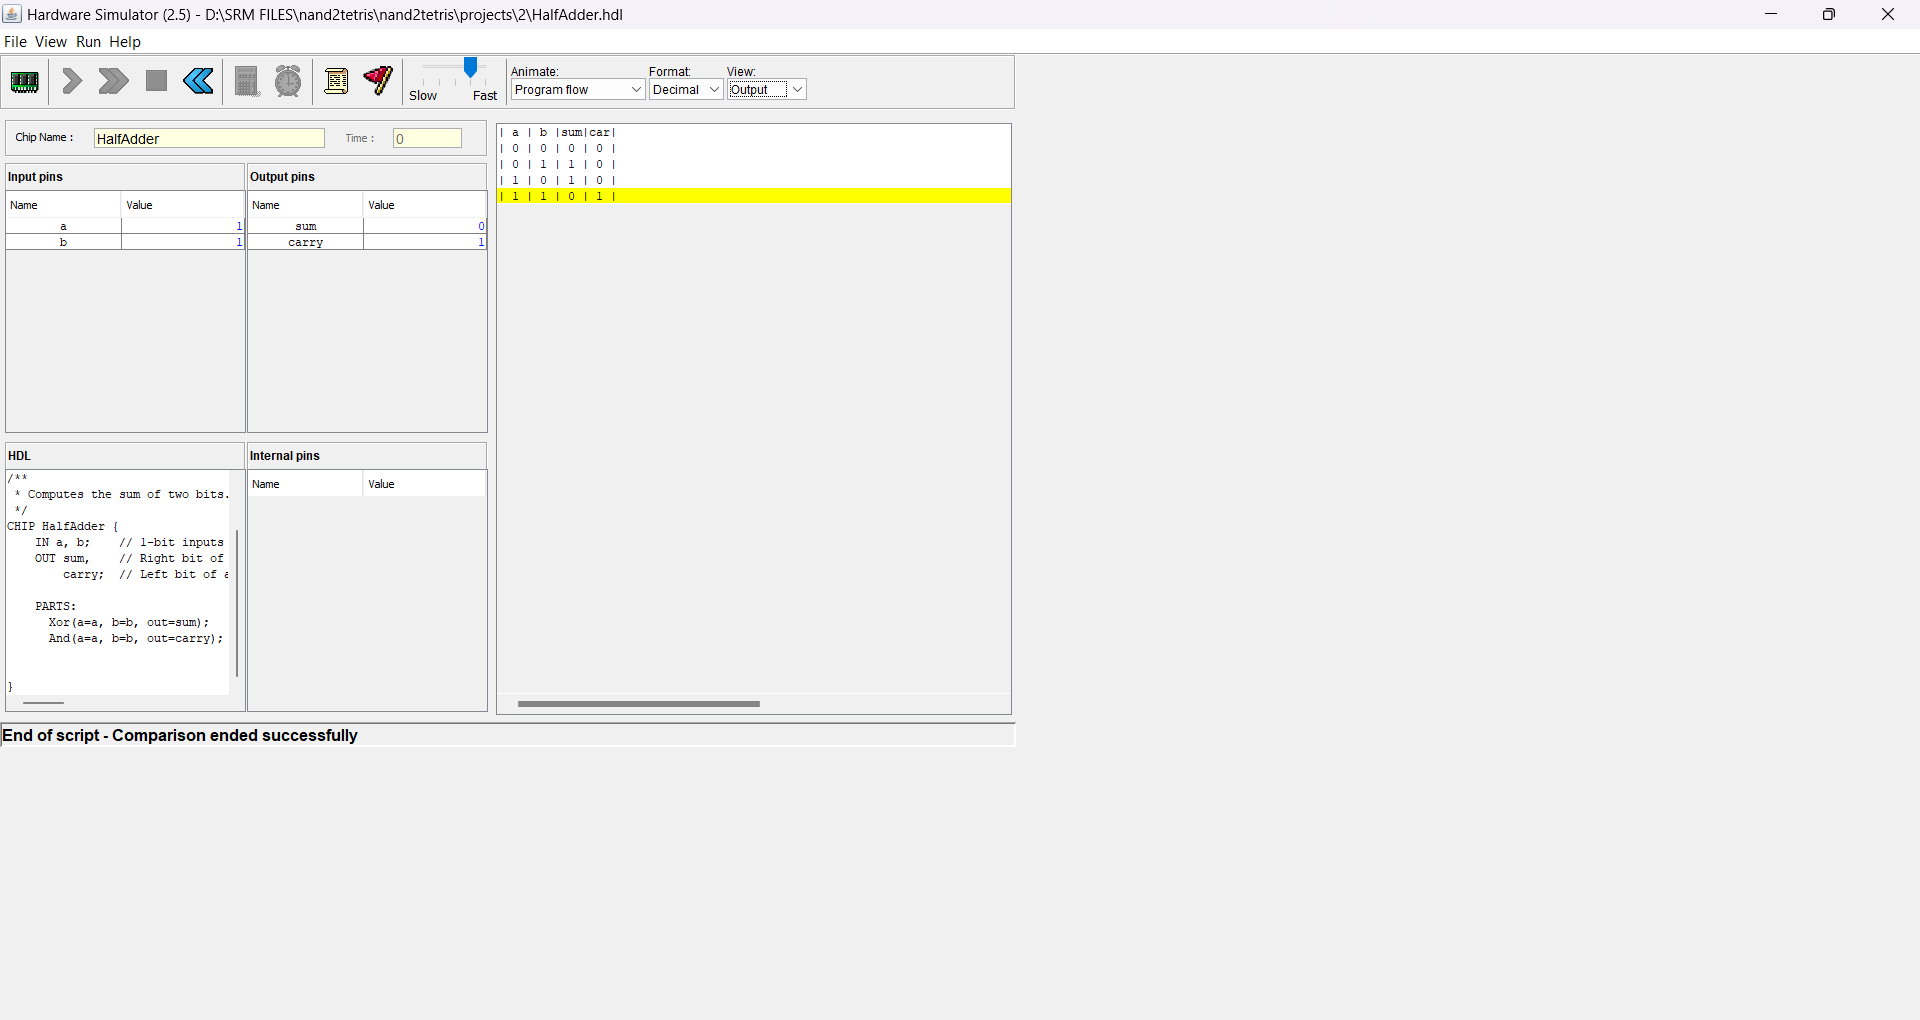 Hardware Simulator (2.5) - D:\SRM FILES\nand2tetris\nand2tetris\projects\2\HalfAdder.hdl
File View Run Help
Slow Fast
Animate: Format: View:
Program flow Decimal Output
Chip Name : HalfAdder Time : 0
Input pins
Name Value
a 1
b 1
Output pins
Name Value
sum 0
carry 1
| a | b |sum|car|
| 0 | 0 | 0 | 0 |
| 0 | 1 | 1 | 0 |
| 1 | 0 | 1 | 0 |
| 1 | 1 | 0 | 1 |
HDL
/**
* Computes the sum of two bits.
*/
CHIP HalfAdder {
IN a, b; // 1-bit inputs
OUT sum, // Right bit of
carry; // Left bit of a
PARTS:
Xor(a=a, b=b, out=sum);
And(a=a, b=b, out=carry);
}
Internal pins
Name Value
End of script - Comparison ended successfully